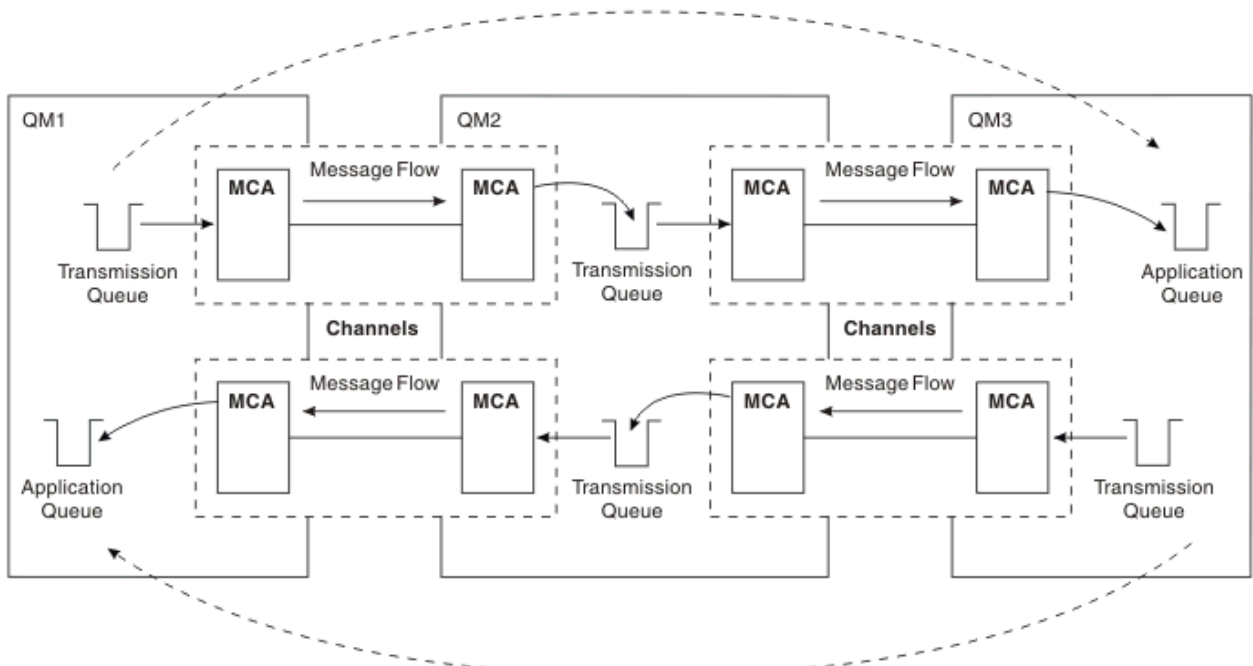 QM1
QM2
QM3
MCA
Message Flow
MCA
MCA
Message Flow
MCA
Transmission
Queue
Transmission
Queue
Application
Queue
Channels
Channels
MCA
Message Flow
MCA
MCA
Message Flow
MCA
Application
Queue
Transmission
Queue
Transmission
Queue